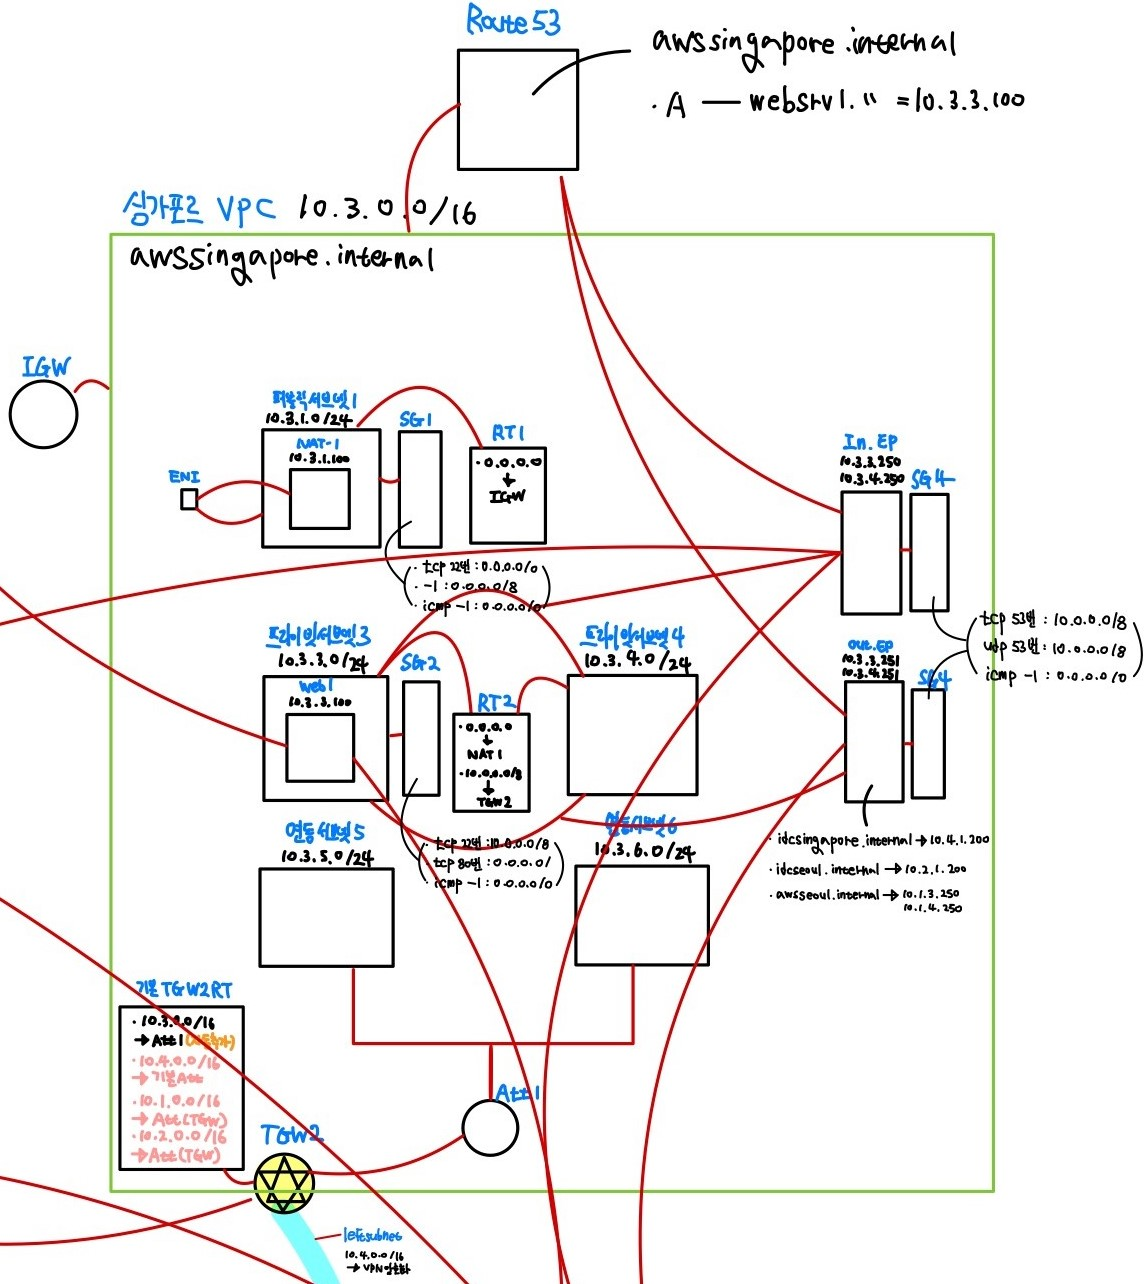 Route53
awssingapore.internal
· A — websrv1. " = 10.3.3.100
싱가포르 VPC 10.3.0.0/16
awssingapore.internal
IGW
퍼블릭서브넷1
10.3.1.0/24
NAT-1
10.3.1.100
ENI
SG1
RT1
· 0.0.0.0
↓
IGW
· tcp 22번 : 0.0.0.0/0
· -1 : 0.0.0.0/8
· icmp -1 : 0.0.0.0/0
In.EP
10.3.3.250
10.3.4.250
SG4
· tcp 53번 : 10.0.0.0/8
udp 53번 : 10.0.0.0/8
icmp -1 : 0.0.0.0/0
프라이빗서브넷3
10.3.3.0/24
web1
10.3.3.100
SG2
RT2
· 0.0.0.0
↓
NAT1
· 10.0.0.0/8
↓
TGW2
프라이빗서브넷4
10.3.4.0/24
out.EP
10.3.3.251
10.3.4.251
SG4
· tcp 22번 : 10.0.0.0/8
tcp 80번 : 0.0.0.0/
· icmp -1 : 0.0.0.0/0
· idcsingapore.internal → 10.4.1.200
· idcseoul.internal → 10.2.1.200
· awsseoul.internal → 10.1.3.250
10.1.4.250
연동서브넷5
10.3.5.0/24
연동서브넷6
10.3.6.0/24
기본TGW2RT
· 10.3.0.0/16
→ Att1
· 10.4.0.0/16
→ 기본Att
· 10.1.0.0/16
→ Att(TGW)
· 10.2.0.0/16
→ Att(TGW)
Att1
TGW2
leftsubnet
10.4.0.0/16
→ VPN암호화